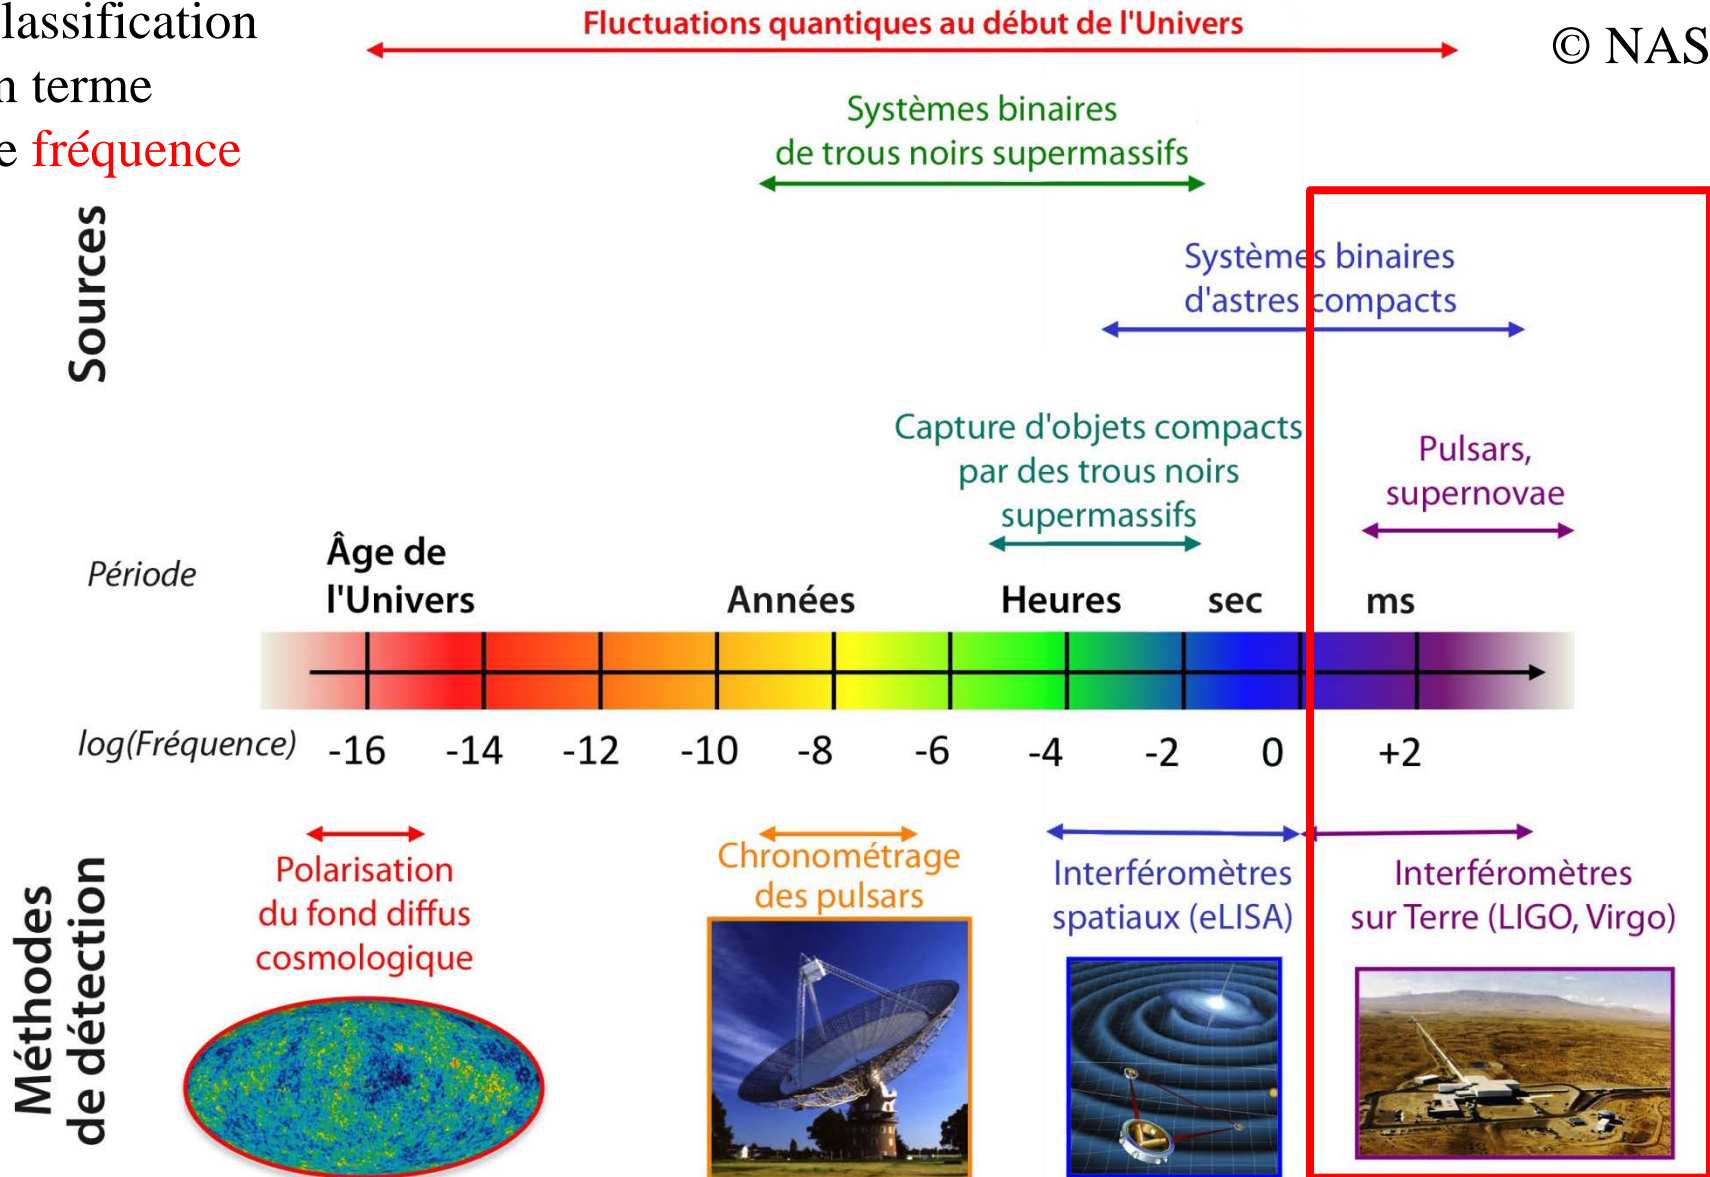 lassification
n terme
e fréquence
Fluctuations quantiques au début de l'Univers
© NAS
Systèmes binaires
de trous noirs supermassifs
Systèmes binaires
d'astres compacts
Sources
Capture d'objets compacts
par des trous noirs
supermassifs
Pulsars,
supernovae
Période
Âge de
l'Univers
Années
Heures
sec
ms
log(Fréquence)
-16 -14 -12 -10 -8 -6 -4 -2 0 +2
Méthodes
de détection
Polarisation
du fond diffus
cosmologique
Chronométrage
des pulsars
Interféromètres
spatiaux (eLISA)
Interféromètres
sur Terre (LIGO, Virgo)